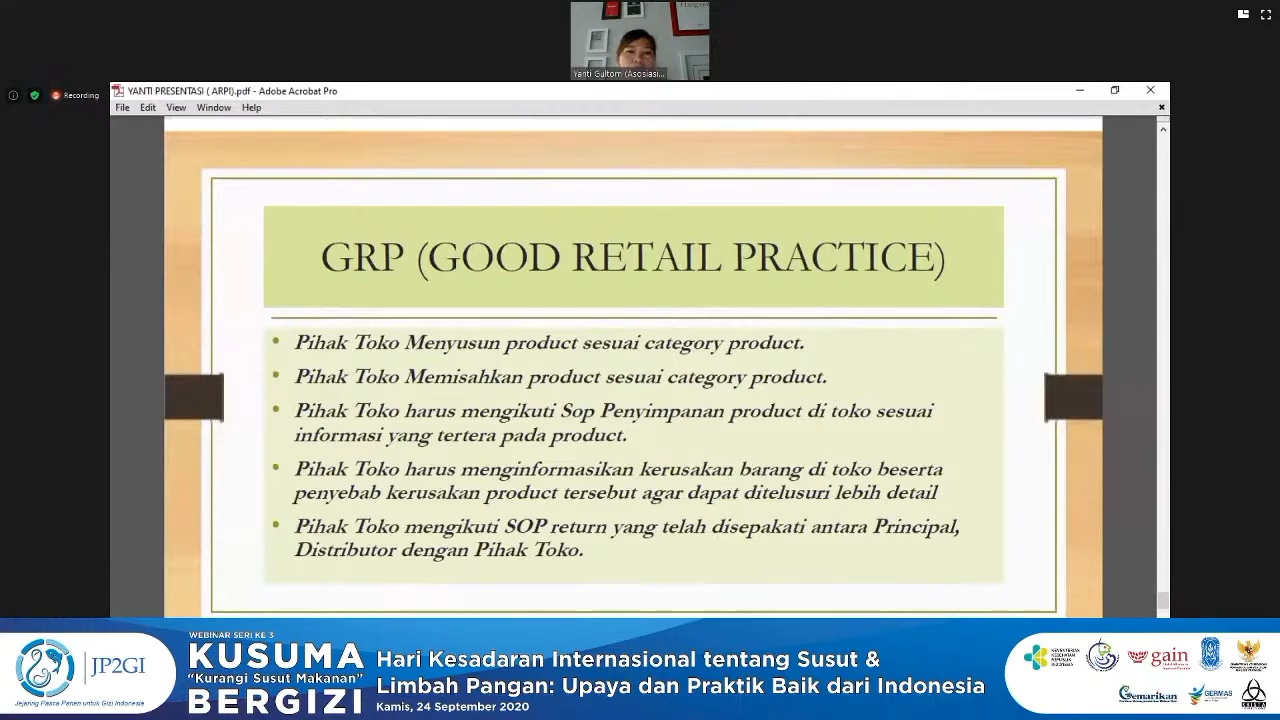 Yanti Gultom (Asosiasi...
Recording
YANTI PRESENTASI ( ARPI).pdf - Adobe Acrobat Pro
File Edit View Window Help
GRP (GOOD RETAIL PRACTICE)
• Pihak Toko Menyusun product sesuai category product.
• Pihak Toko Memisahkan product sesuai category product.
• Pihak Toko harus mengikuti Sop Penyimpanan product di toko sesuai
informasi yang tertera pada product.
• Pihak Toko harus menginformasikan kerusakan barang di toko beserta
penyebab kerusakan product tersebut agar dapat ditelusuri lebih detail
• Pihak Toko mengikuti SOP return yang telah disepakati antara Principal,
Distributor dengan Pihak Toko.
JP2GI
Jejaring Pasca Panen untuk Gizi Indonesia
WEBINAR SERI KE 3
KUSUMA
"Kurangi Susut Makanan"
BERGIZI
Hari Kesadaran Internasional tentang Susut &
Limbah Pangan: Upaya dan Praktik Baik dari Indonesia
Kamis, 24 September 2020
KEMENTERIAN
KESEHATAN
REPUBLIK
INDONESIA
gain
Gemarikan
GERMAS
KRISTA